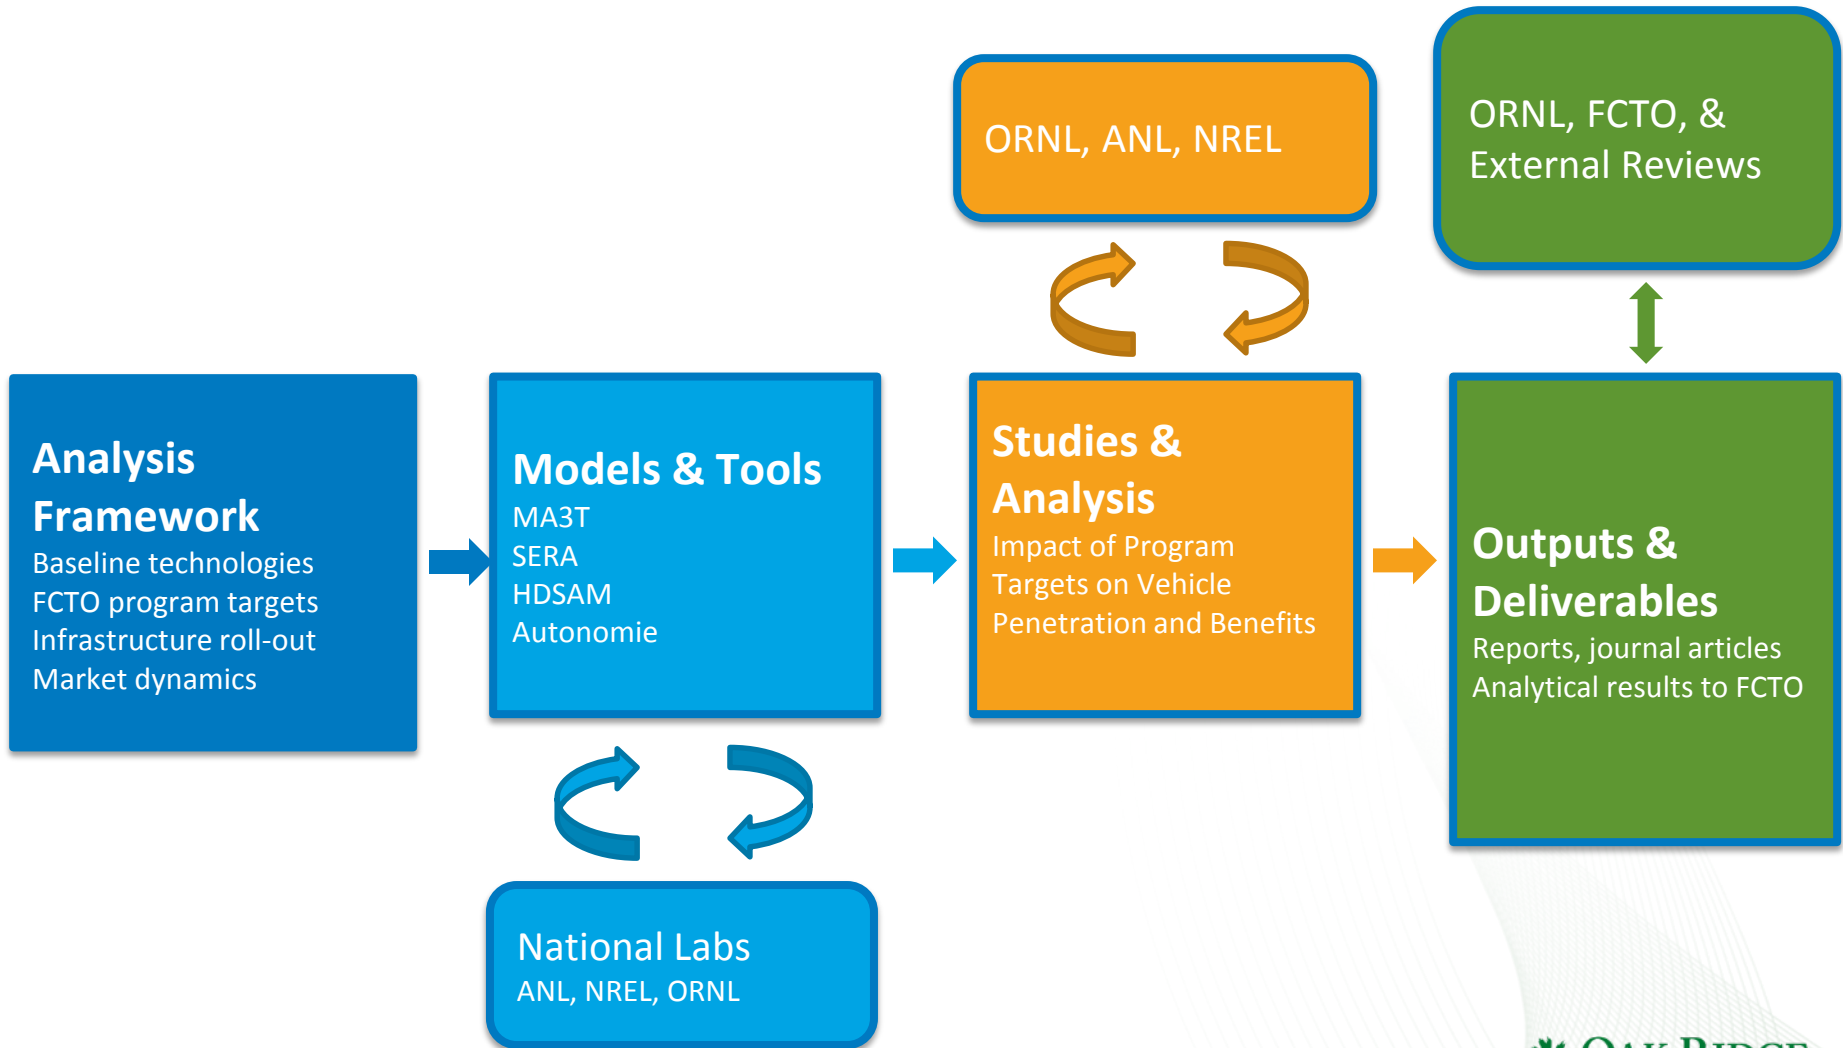 ORNL, ANL, NREL
ORNL, FCTO, &
External Reviews
Analysis
Framework
Baseline technologies
FCTO program targets
Infrastructure roll-out
Market dynamics
Models & Tools
MA3T
SERA
HDSAM
Autonomie
Studies &
Analysis
Impact of Program
Targets on Vehicle
Penetration and Benefits
Outputs &
Deliverables
Reports, journal articles
Analytical results to FCTO
National Labs
ANL, NREL, ORNL
OAK RIDGE